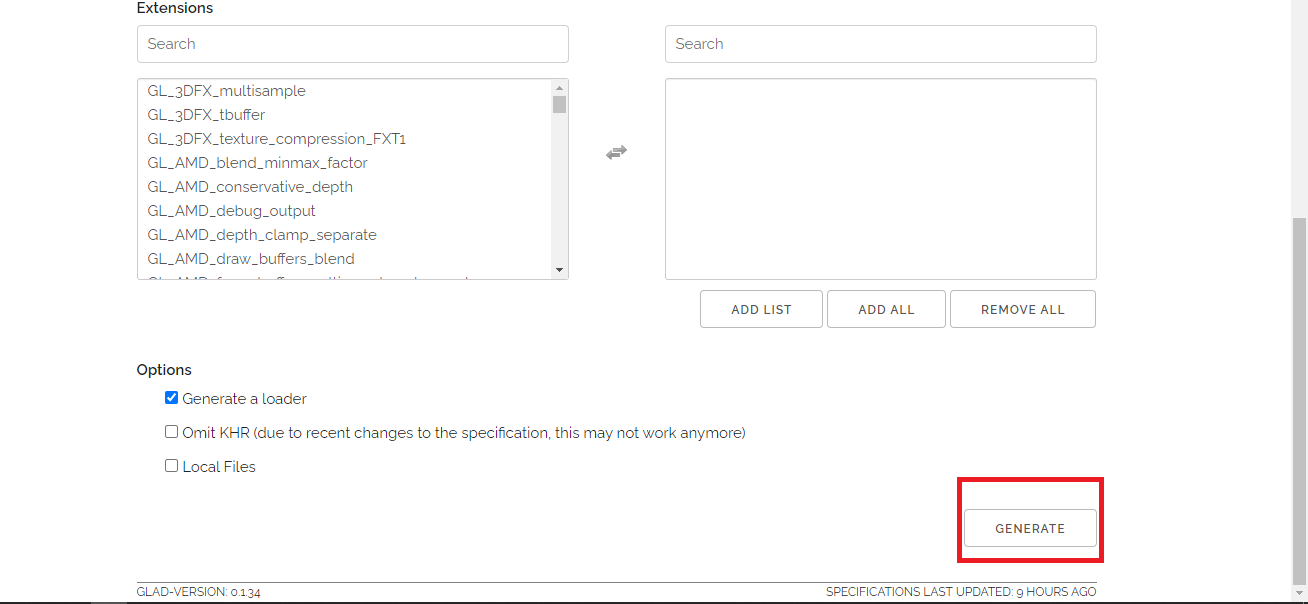 Extensions
Search
Search
GL_3DFX_multisample
GL_3DFX_tbuffer
GL_3DFX_texture_compression_FXT1
GL_AMD_blend_minmax_factor
GL_AMD_conservative_depth
GL_AMD_debug_output
GL_AMD_depth_clamp_separate
GL_AMD_draw_buffers_blend
ADD LIST
ADD ALL
REMOVE ALL
Options
Generate a loader
Omit KHR (due to recent changes to the specification, this may not work anymore)
Local Files
GENERATE
GLAD-VERSION: 0.1.34
SPECIFICATIONS LAST UPDATED: 9 HOURS AGO